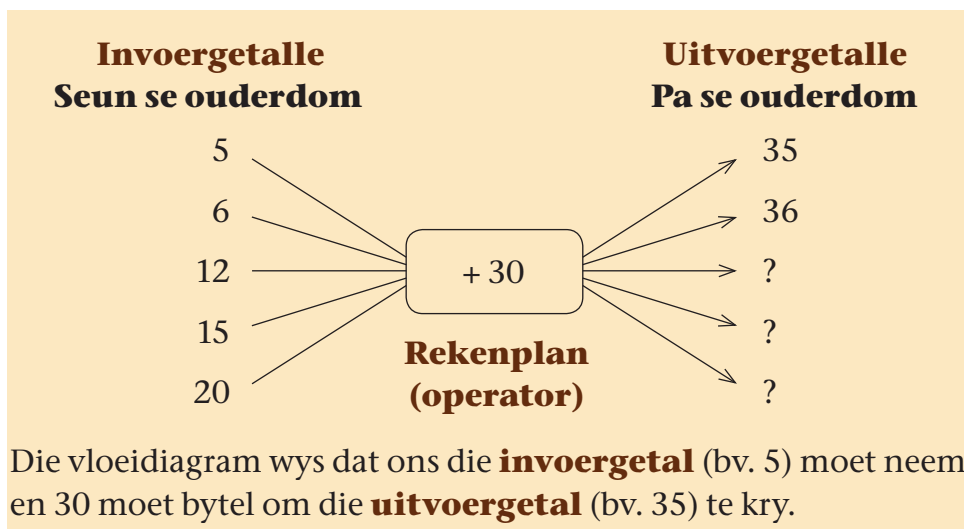 Invoergetalle Uitvoergetalle
Seun se ouderdom Pa se ouderdom
5 35
6 36
12 + 30 ?
15 ?
Rekenplan
20 (operator) ?
Die vloeidiagram wys dat ons die invoergetal (bv. 5) moet neem
en 30 moet bytel om die uitvoergetal (bv. 35) te kry.